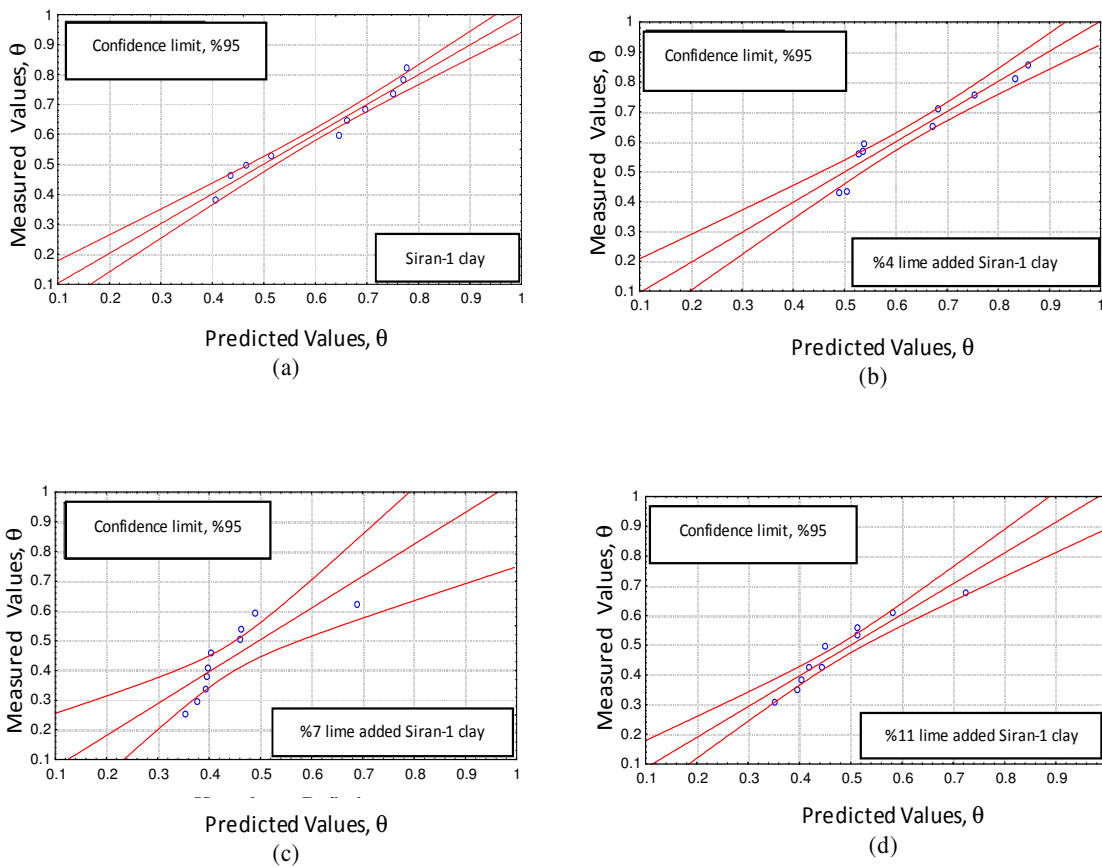 Confidence limit, %95
Siran-1 clay
Measured Values, θ
1
0.9
0.8
0.7
0.6
0.5
0.4
0.3
0.2
0.1
0.1 0.2 0.3 0.4 0.5 0.6 0.7 0.8 0.9 1
Predicted Values, θ
(a)
Confidence limit, %95
%4 lime added Siran-1 clay
Measured Values, θ
1
0.9
0.8
0.7
0.6
0.5
0.4
0.3
0.2
0.1
0.1 0.2 0.3 0.4 0.5 0.6 0.7 0.8 0.9 1
Predicted Values, θ
(b)
Confidence limit, %95
%7 lime added Siran-1 clay
Measured Values, θ
1
0.9
0.8
0.7
0.6
0.5
0.4
0.3
0.2
0.1
0.1 0.2 0.3 0.4 0.5 0.6 0.7 0.8 0.9 1
Predicted Values, θ
(c)
Confidence limit, %95
%11 lime added Siran-1 clay
Measured Values, θ
1
0.9
0.8
0.7
0.6
0.5
0.4
0.3
0.2
0.1
0.1 0.2 0.3 0.4 0.5 0.6 0.7 0.8 0.9
Predicted Values, θ
(d)